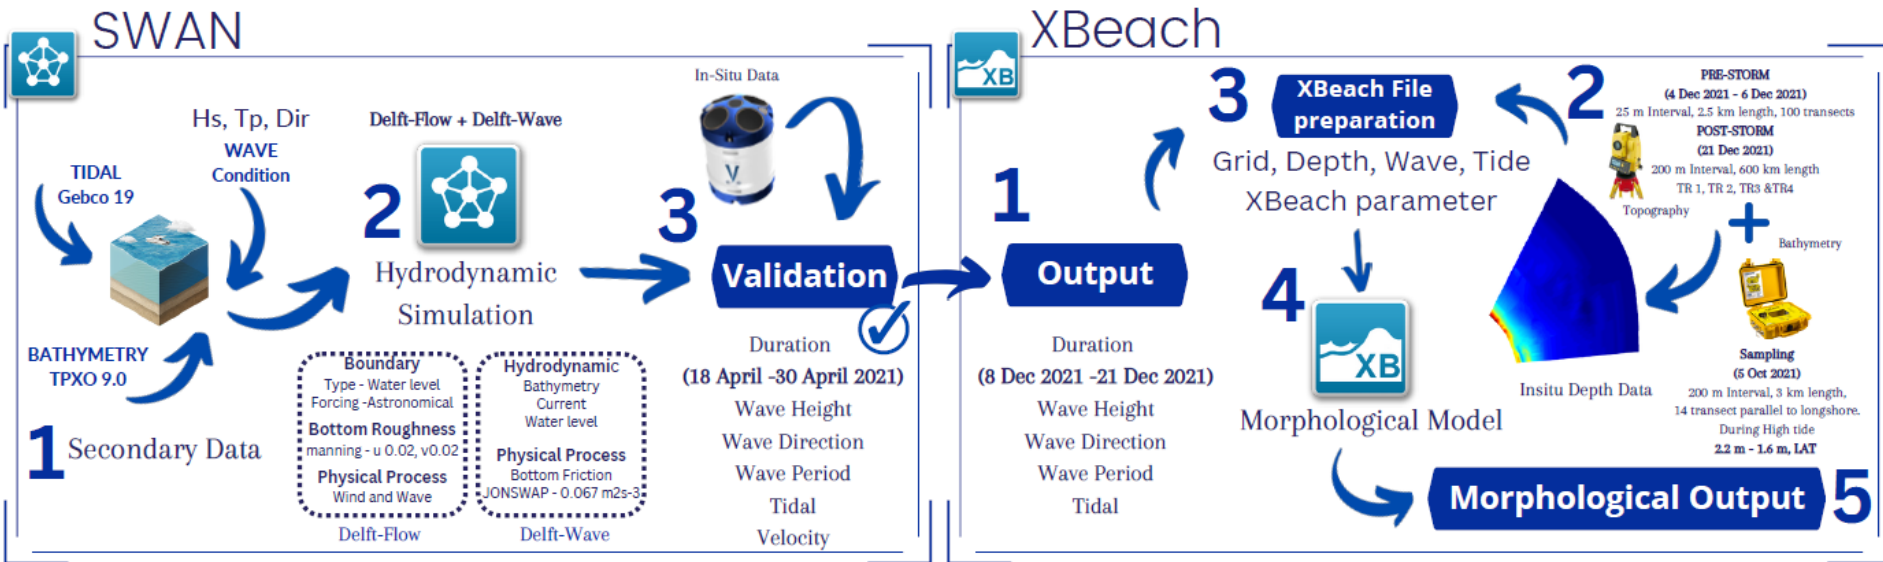 SWAN
TIDAL
Gebco 19
Hs, Tp, Dir
WAVE
Condition
BATHYMETRY
TPXO 9.0
1 Secondary Data
Delft-Flow + Delft-Wave
2
Hydrodynamic
Simulation
Boundary
Type - Water level
Forcing -Astronomical
Bottom Roughness
manning - u 0.02, v0.02
Physical Process
Wind and Wave
Delft-Flow
Hydrodynamic
Bathymetry
Current
Water level
Physical Process
Bottom Friction
JONSWAP - 0.067 m2s-3
Delft-Wave
In-Situ Data
V
3
Validation
Duration
(18 April -30 April 2021)
Wave Height
Wave Direction
Wave Period
Tidal
Velocity
XB
XBeach
1
Output
Duration
(8 Dec 2021 -21 Dec 2021)
Wave Height
Wave Direction
Wave Period
Tidal
3
XBeach File
preparation
Grid, Depth, Wave, Tide
XBeach parameter
2
PRE-STORM
(4 Dec 2021 - 6 Dec 2021)
25 m Interval, 2.5 km length, 100 transects
POST-STORM
(21 Dec 2021)
200 m Interval, 600 km length
TR 1, TR 2, TR3 &TR4
Topography
+
Bathymetry
Sampling
(5 Oct 2021)
200 m Interval, 3 km length,
14 transect parallel to longshore.
During High tide
2.2 m - 1.6 m, LAT
Insitu Depth Data
4
XB
Morphological Model
Morphological Output 5